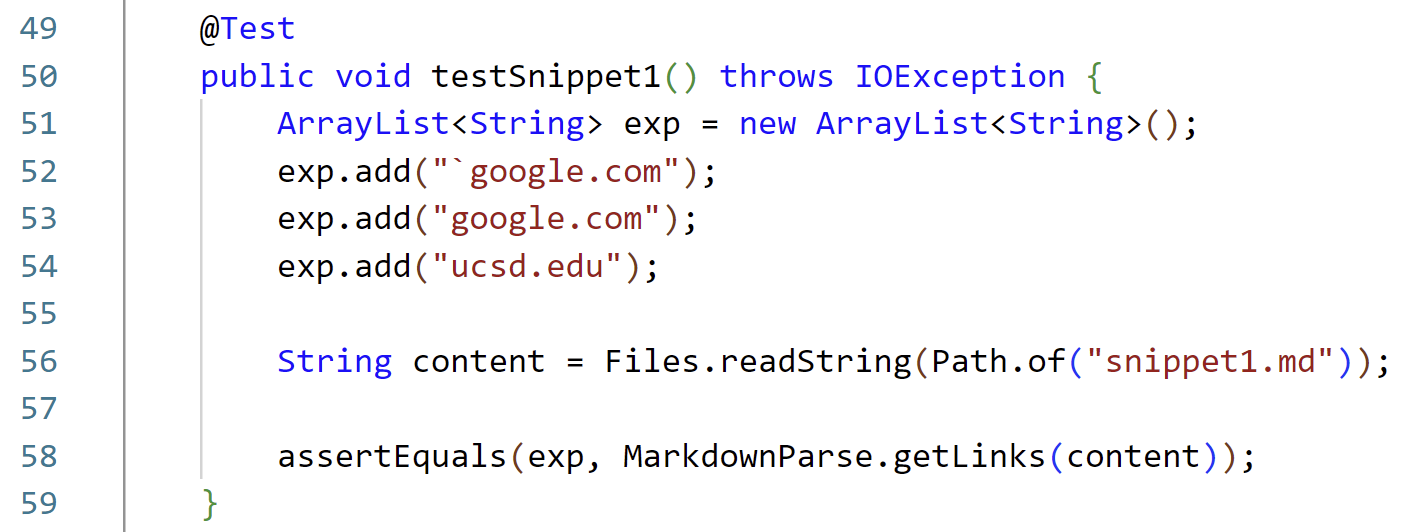 49 @Test
50 public void testSnippet1() throws IOException {
51 ArrayList<String> exp = new ArrayList<String>();
52 exp.add("`google.com");
53 exp.add("google.com");
54 exp.add("ucsd.edu");
55
56 String content = Files.readString(Path.of("snippet1.md"));
57
58 assertEquals(exp, MarkdownParse.getLinks(content));
59 }